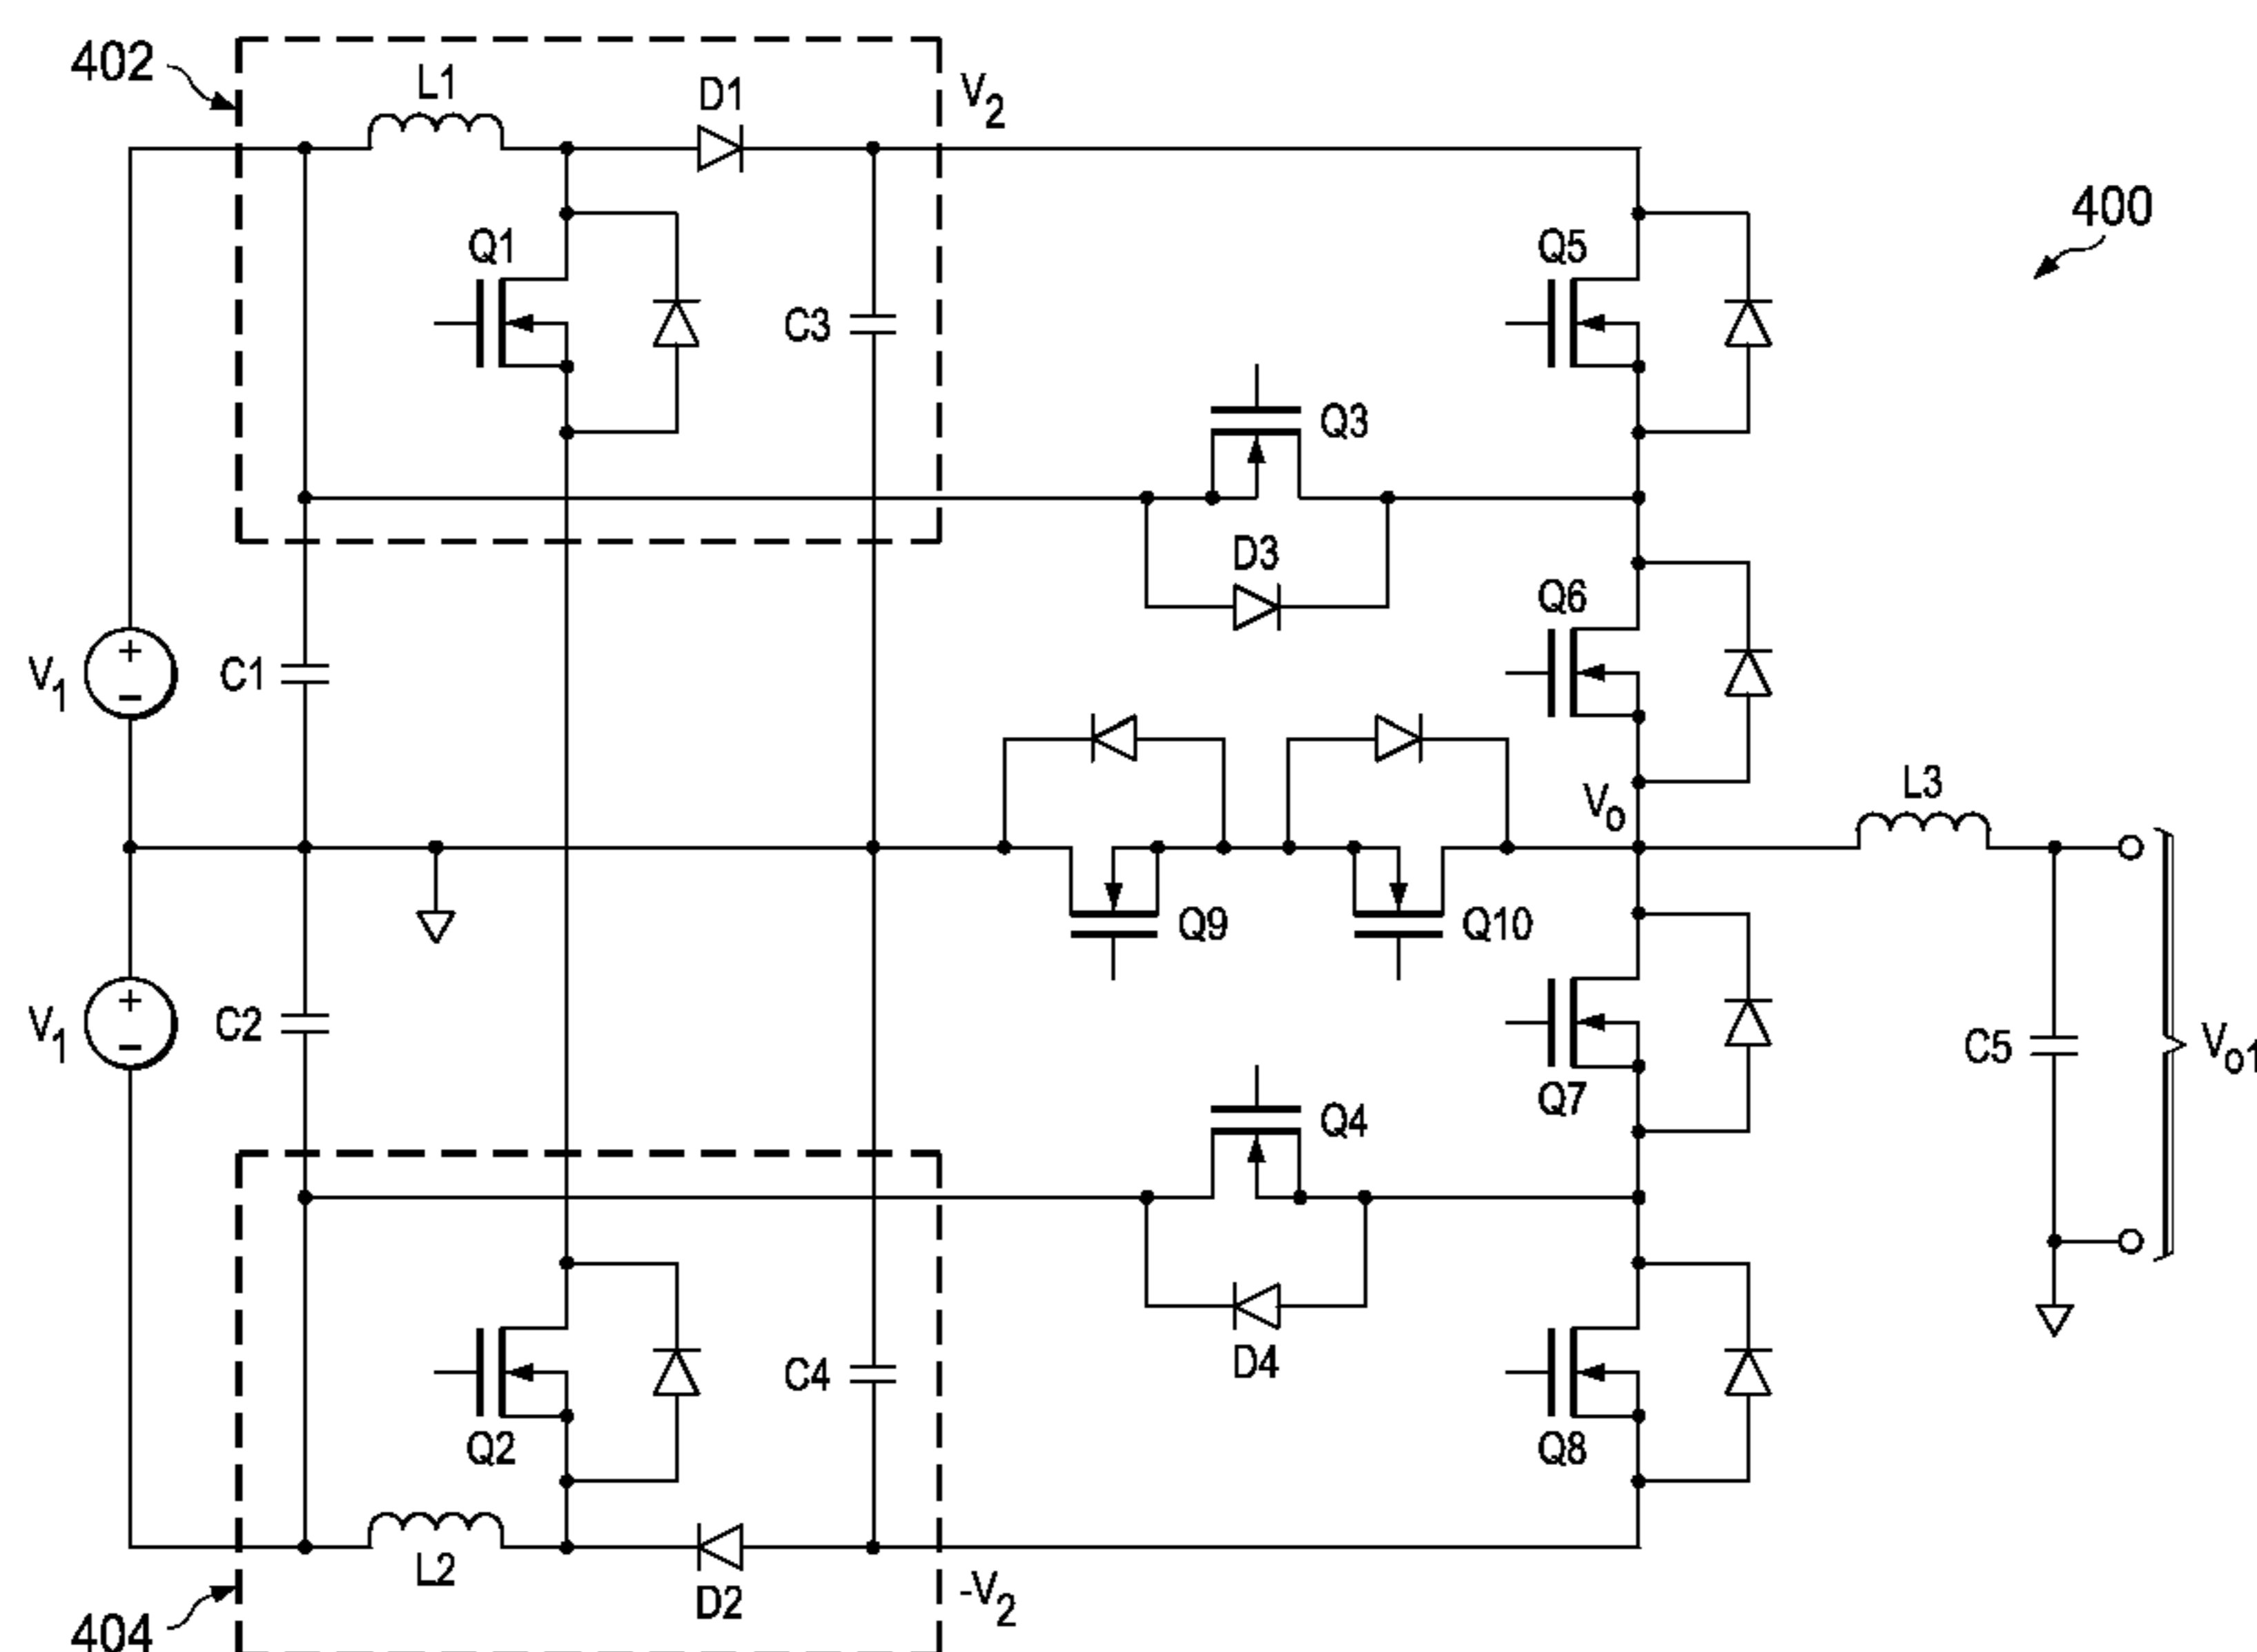 402
L1
D1
V2
400
Q1
C3
Q5
Q3
D3
Q6
V1
+
-
C1
Vo
L3
Q9
Q10
V1
+
-
C2
Q7
C5
Vo1
Q4
D4
Q2
C4
Q8
L2
D2
-V2
404